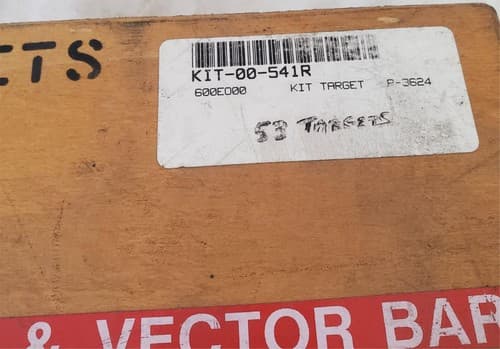 ETS
KIT-00-541R
600E000 KIT TARGET P-3624
53 TARGETS
& VECTOR BAR